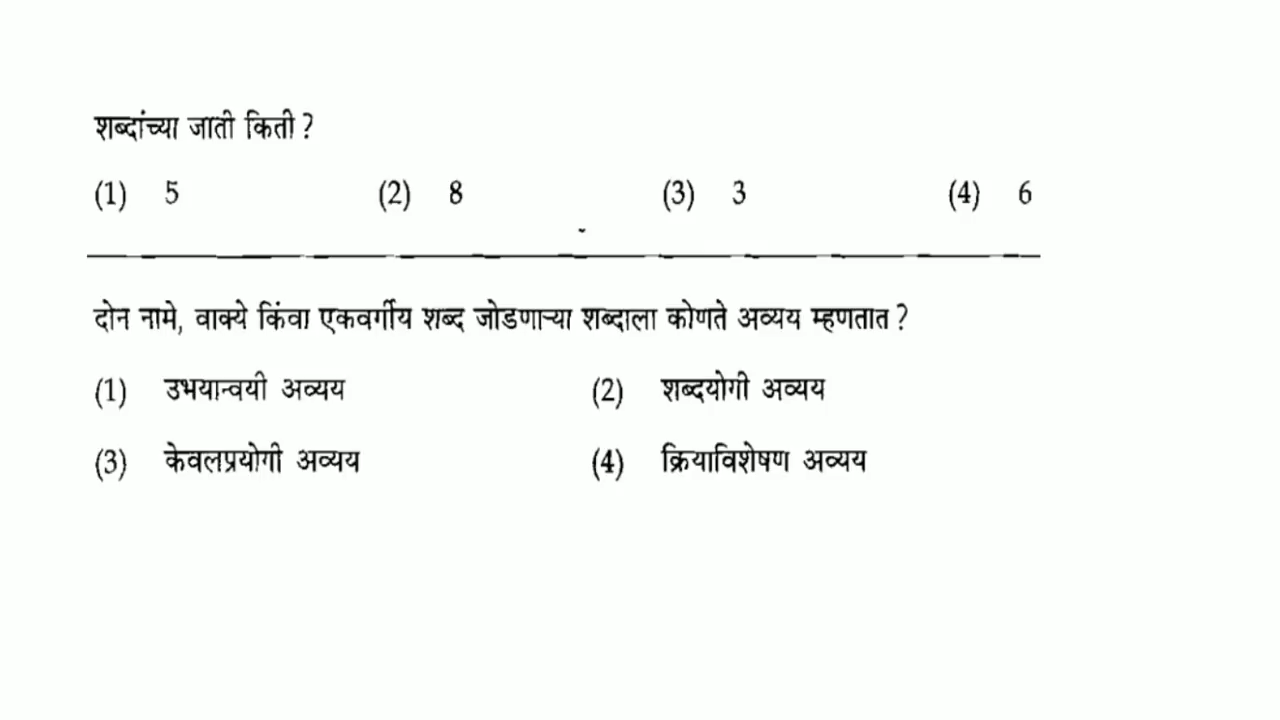 शब्दांच्या जाती किती ?
(1) 5 (2) 8 (3) 3 (4) 6
दोन नामे, वाक्ये किंवा एकवर्गीय शब्द जोडणाऱ्या शब्दाला कोणते अव्यय म्हणतात ?
(1) उभयान्वयी अव्यय (2) शब्दयोगी अव्यय
(3) केवलप्रयोगी अव्यय (4) क्रियाविशेषण अव्यय